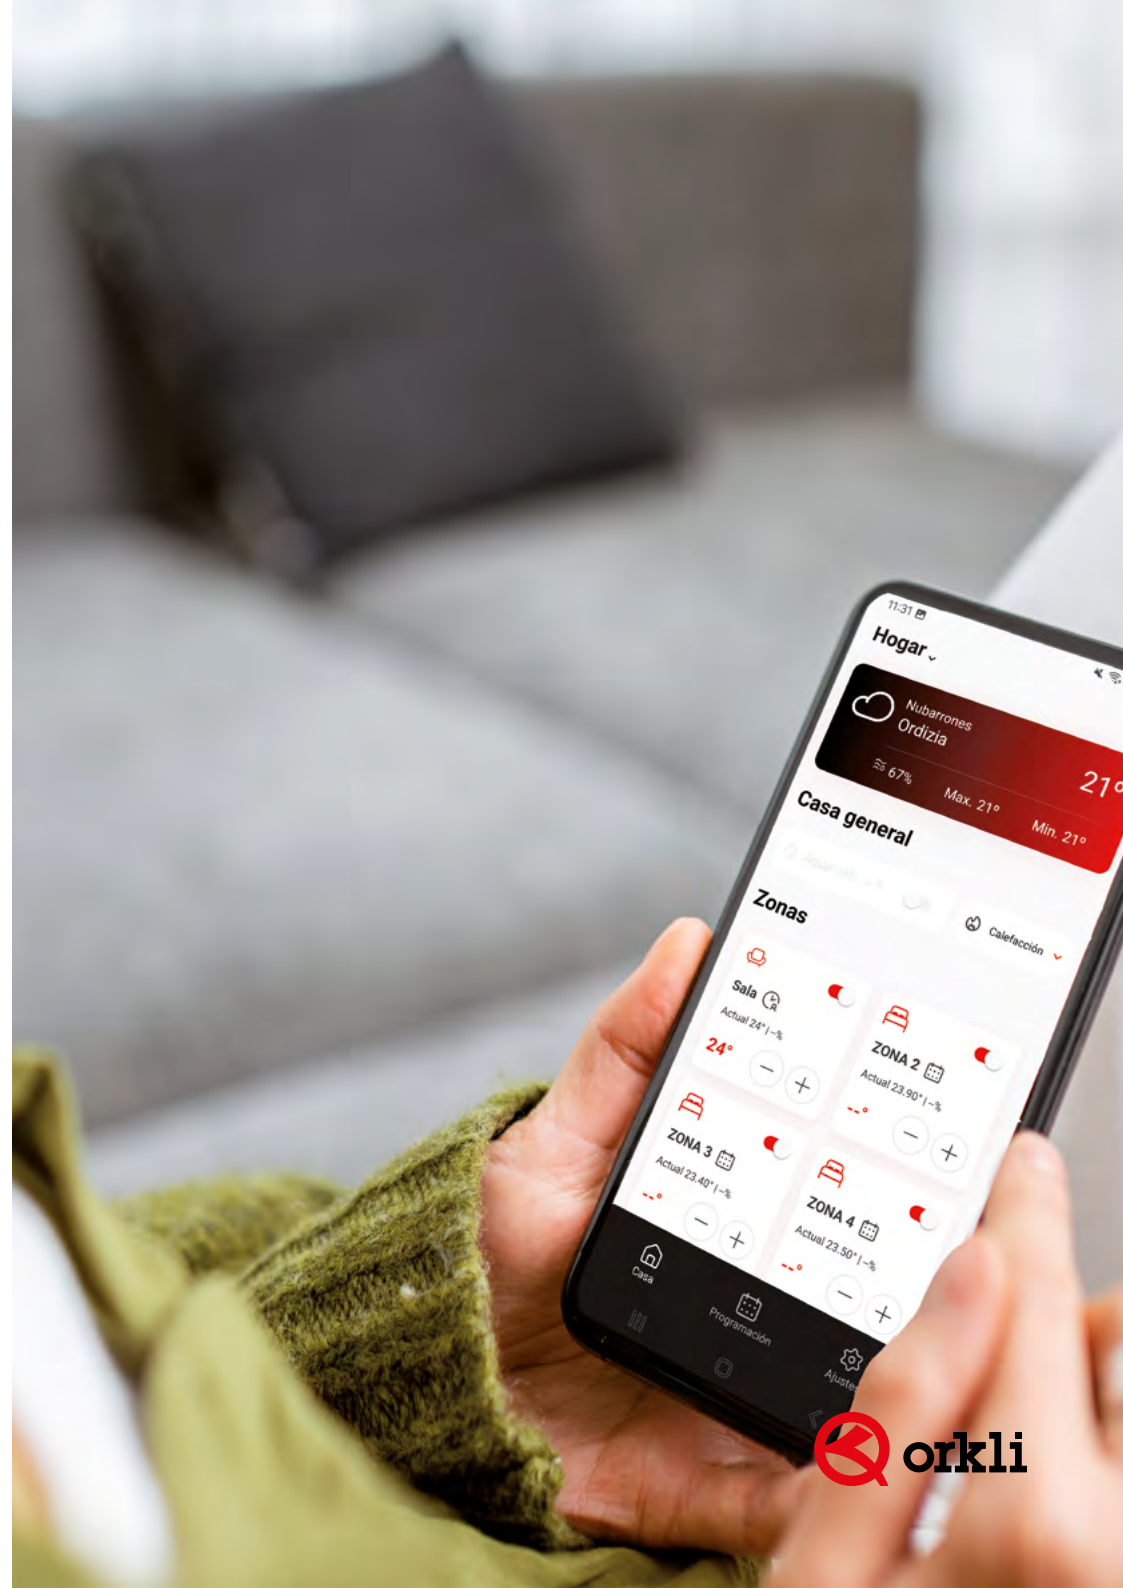 11:31
Hogar
Nubarrones
Ordizia
21°
67%
Max. 21°
Min. 21°
Casa general
Calefacción
Zonas
Sala
Actual 24° | --%
24°
ZONA 2
Actual 23.90° | --%
--°
ZONA 3
Actual 23.40° | --%
--°
ZONA 4
Actual 23.50° | --%
--°
Casa
Programación
Ajustes
orkli